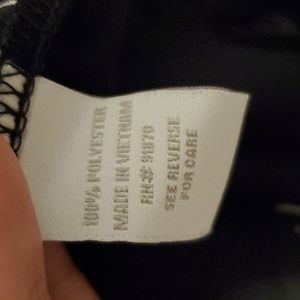 100% POLYESTER
MADE IN VIETNAM
RN# 91870
SEE REVERSE
FOR CARE